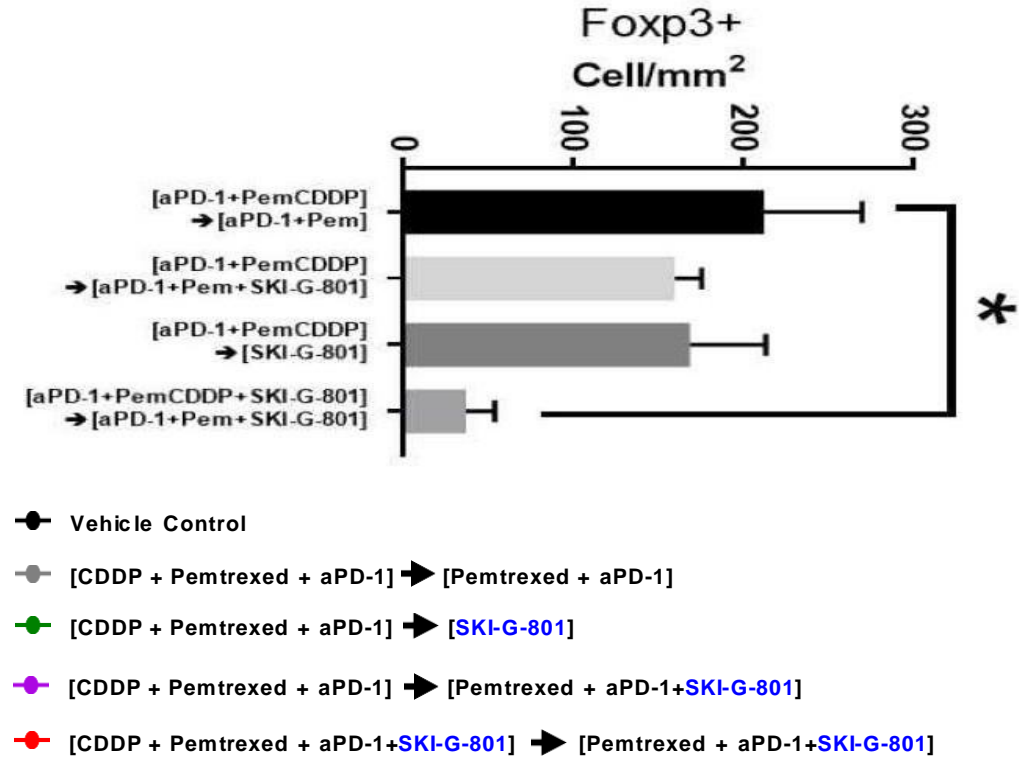 Foxp3+
Cell/mm²
0 100 200 300
[aPD-1+PemCDDP]
➔[aPD-1+Pem]
[aPD-1+PemCDDP]
➔[aPD-1+Pem+SKI-G-801]
[aPD-1+PemCDDP]
➔[SKI-G-801]
[aPD-1+PemCDDP+SKI-G-801]
➔[aPD-1+Pem+SKI-G-801]
*
Vehicle Control
[CDDP + Pemtrexed + aPD-1] ➔ [Pemtrexed + aPD-1]
[CDDP + Pemtrexed + aPD-1] ➔ [SKI-G-801]
[CDDP + Pemtrexed + aPD-1] ➔ [Pemtrexed + aPD-1+SKI-G-801]
[CDDP + Pemtrexed + aPD-1+SKI-G-801] ➔ [Pemtrexed + aPD-1+SKI-G-801]